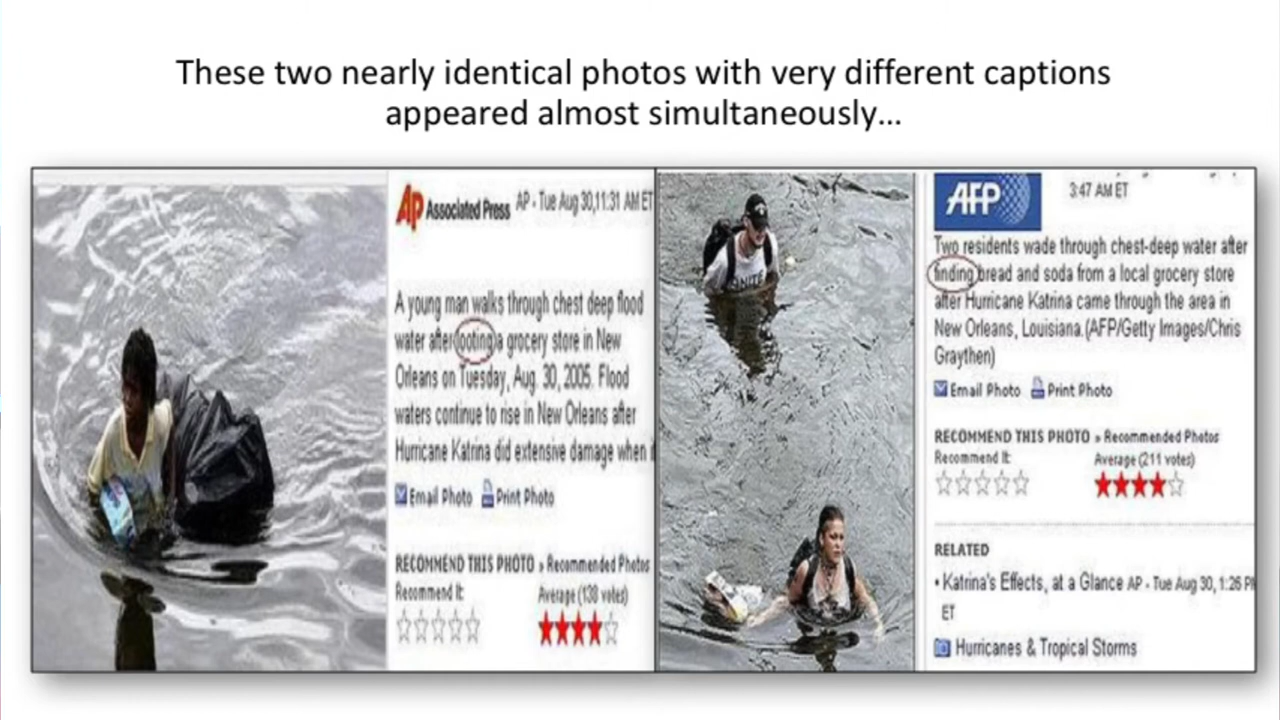 These two nearly identical photos with very different captions
appeared almost simultaneously...
AP Associated Press AP - Tue Aug 30,11:31 AM ET
A young man walks through chest deep flood
water after looting a grocery store in New
Orleans on Tuesday, Aug. 30, 2005. Flood
waters continue to rise in New Orleans after
Hurricane Katrina did extensive damage when
Email Photo Print Photo
RECOMMEND THIS PHOTO » Recommended Photos
Recommend It: Average (138 votes)
AFP 3:47 AM ET
Two residents wade through chest-deep water after
finding bread and soda from a local grocery store
after Hurricane Katrina came through the area in
New Orleans, Louisiana.(AFP/Getty Images/Chris
Graythen)
Email Photo Print Photo
RECOMMEND THIS PHOTO » Recommended Photos
Recommend It: Average (211 votes)
RELATED
• Katrina's Effects, at a Glance AP - Tue Aug 30, 1:26 PM
ET
Hurricanes & Tropical Storms